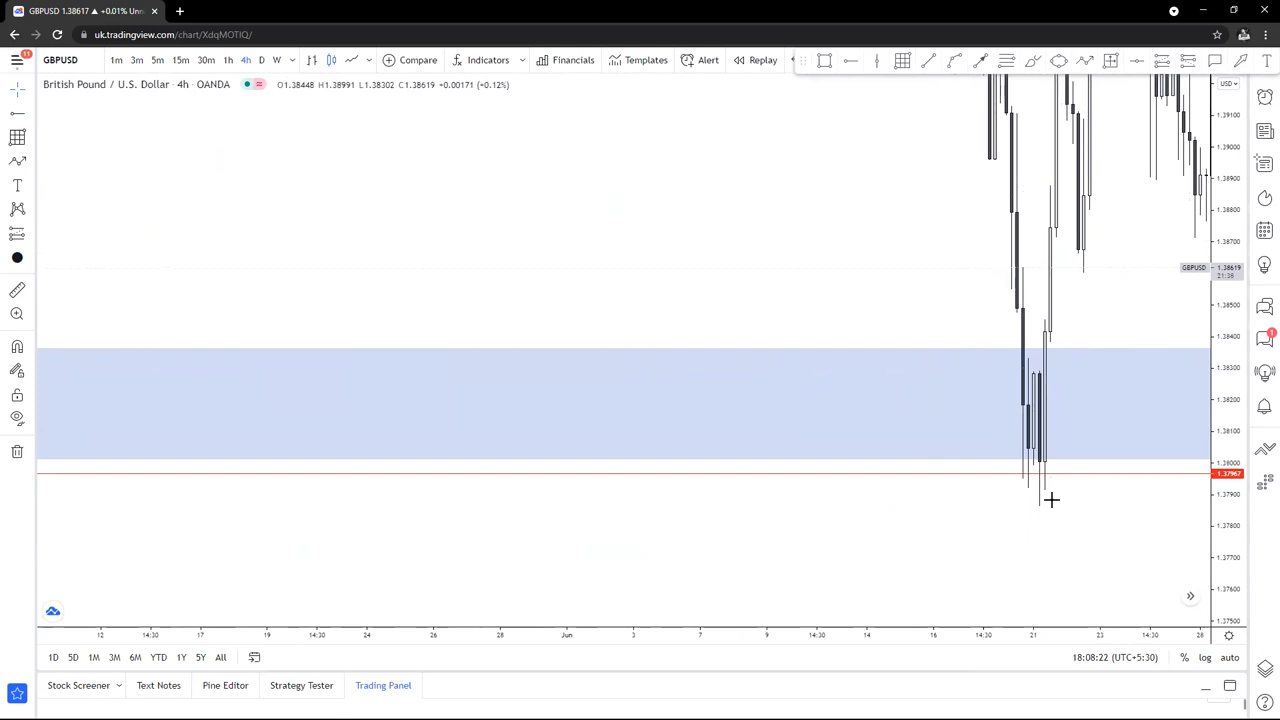 GBPUSD 1.38617 ▲ +0.01% Unn
uk.tradingview.com/chart/XdqMOTIQ/
11
GBPUSD 1m 3m 5m 15m 30m 1h 4h D W Compare Indicators Financials Templates Alert Replay
British Pound / U.S. Dollar · 4h · OANDA O1.38448 H1.38991 L1.38302 C1.38619 +0.00171 (+0.12%)
USD
1.39100
1.39000
1.38900
1.38800
1.38700
GBPUSD 1.38619
21:38
1.38500
1.38400
1.38300
1.38200
1.38100
1.38000
1.37967
1.37900
1.37800
1.37700
1.37600
1.37500
1
12 14:30 17 19 14:30 24 26 28 Jun 3 7 9 14:30 14 16 14:30 21 23 14:30 28
1D 5D 1M 3M 6M YTD 1Y 5Y All 18:08:22 (UTC+5:30) % log auto
Stock Screener Text Notes Pine Editor Strategy Tester Trading Panel